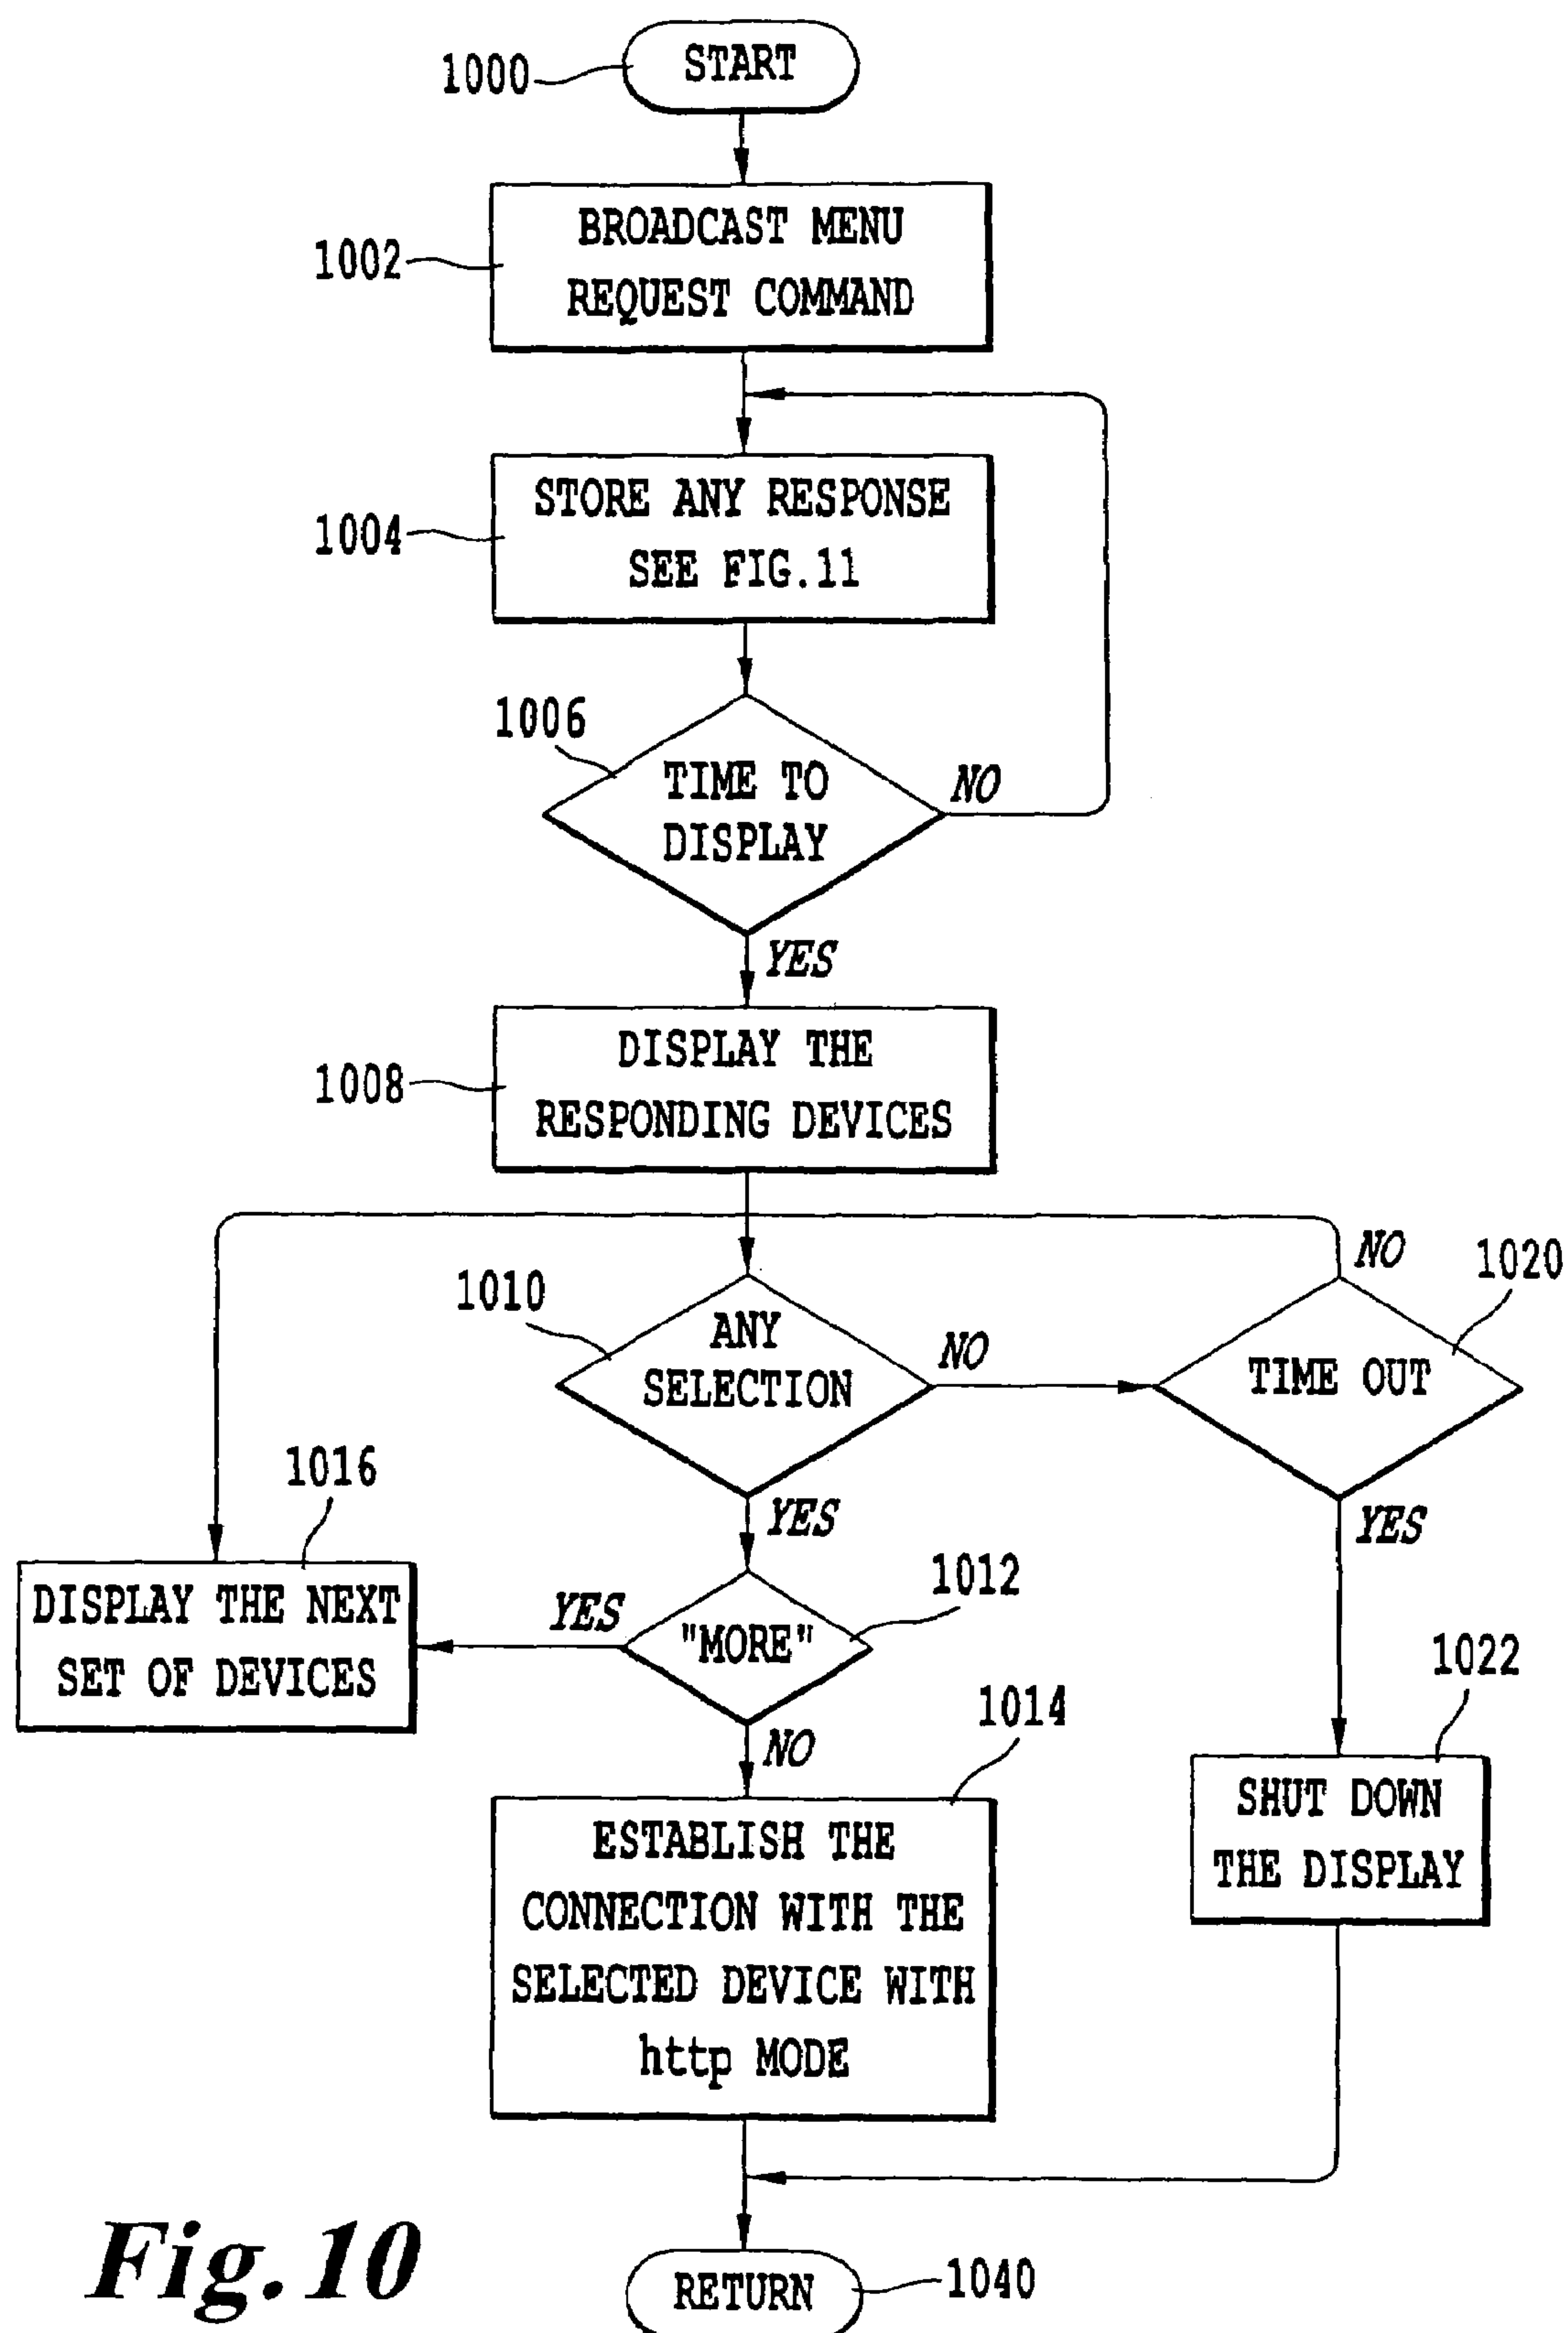 1000
START
1002
BROADCAST MENU
REQUEST COMMAND
1004
STORE ANY RESPONSE
SEE FIG.11
1006
TIME TO
DISPLAY
NO
YES
1008
DISPLAY THE
RESPONDING DEVICES
1010
ANY
SELECTION
NO
YES
1020
TIME OUT
NO
YES
1016
DISPLAY THE NEXT
SET OF DEVICES
1012
"MORE"
YES
NO
1014
ESTABLISH THE
CONNECTION WITH THE
SELECTED DEVICE WITH
http MODE
1022
SHUT DOWN
THE DISPLAY
RETURN
1040
Fig.10